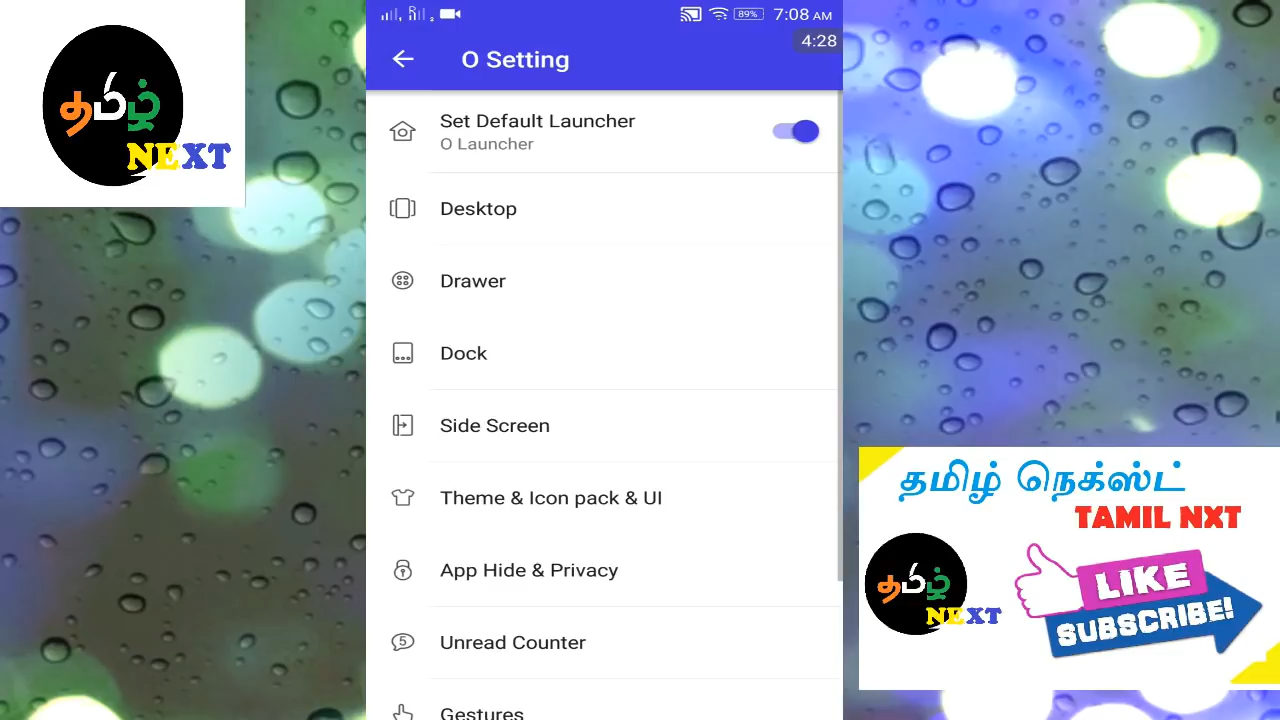 தமிழ்
NEXT
89% 7:08 AM
4:28
O Setting
Set Default Launcher
O Launcher
Desktop
Drawer
Dock
Side Screen
Theme & Icon pack & UI
App Hide & Privacy
5
Unread Counter
Gestures
தமிழ் நெக்ஸ்ட்
TAMIL NXT
தமிழ்
NEXT
LIKE
SUBSCRIBE!